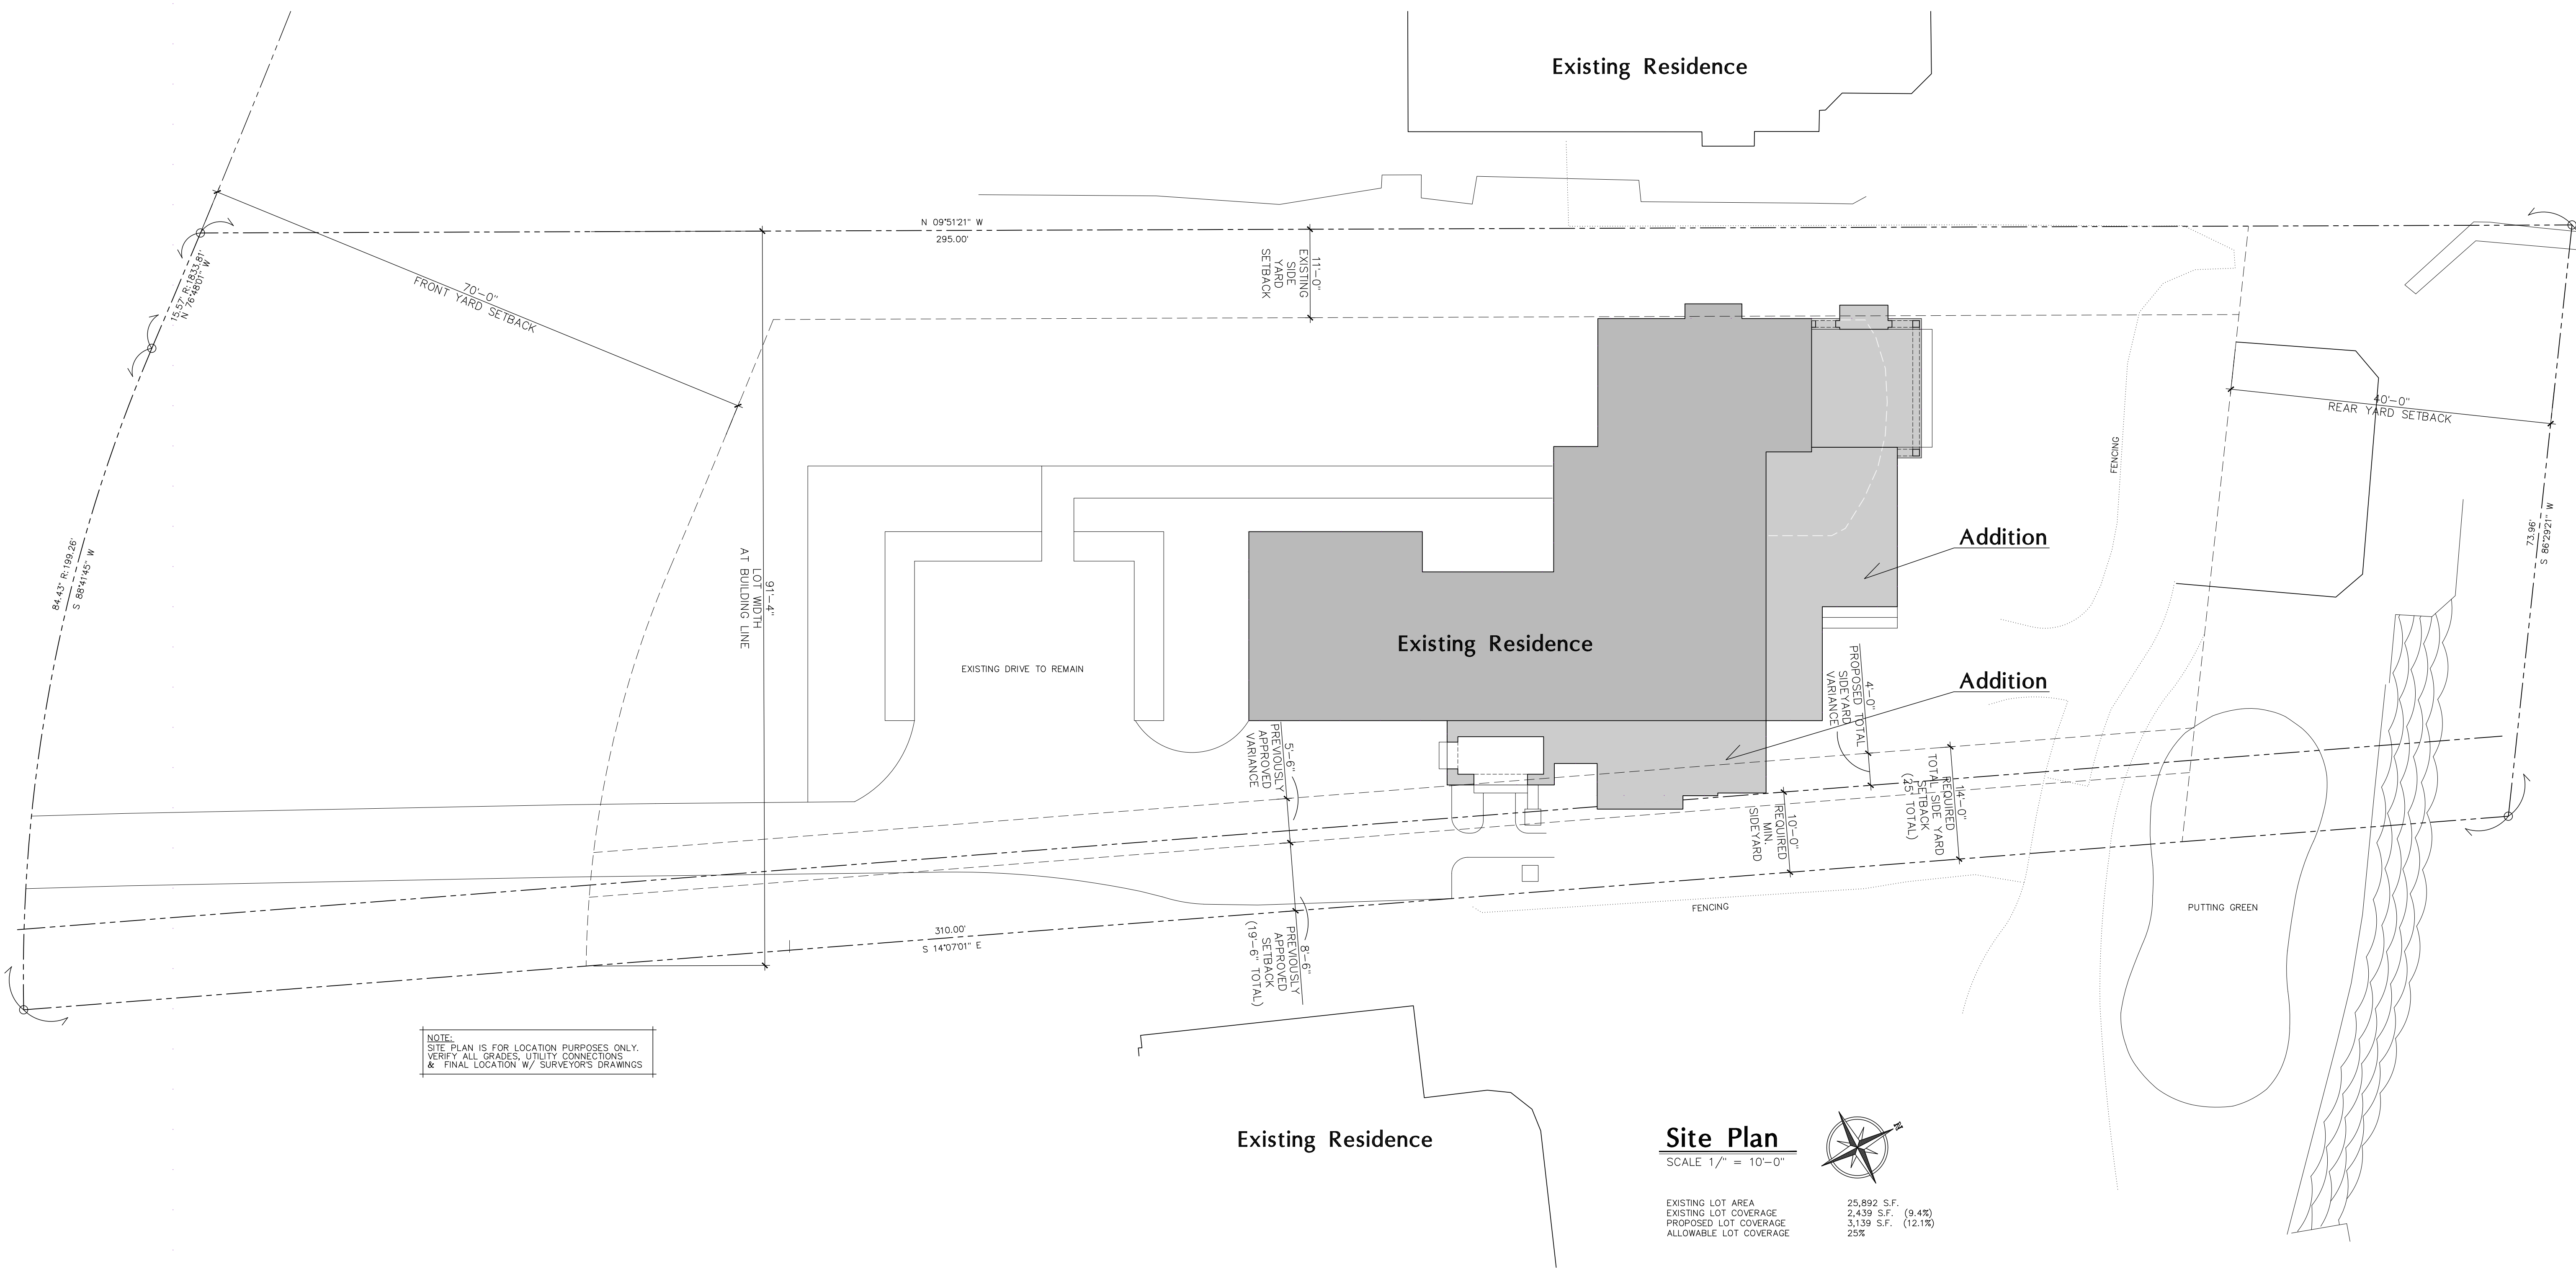 Existing Residence
N 09°51'21" W
295.00'
11'-0"
EXISTING
SIDE
YARD
SETBACK
15.57' R:1833.81'
N 76°48'01" W
70'-0"
FRONT YARD SETBACK
40'-0"
REAR YARD SETBACK
FENCING
73.96'
S 86°29'21" W
84.43' R:199.26'
S 88°41'45" W
91'-4"
LOT WIDTH
AT BUILDING LINE
Addition
Existing Residence
EXISTING DRIVE TO REMAIN
Addition
4'-0"
PROPOSED TOTAL
SIDEYARD
VARIANCE
5'-6"
PREVIOUSLY
APPROVED
VARIANCE
14'-0"
REQUIRED
TOTAL SIDE YARD
SETBACK
(25' TOTAL)
10'-0"
REQUIRED
MIN.
SIDEYARD
FENCING
PUTTING GREEN
310.00'
S 14°07'01" E
8'-6"
PREVIOUSLY
APPROVED
SETBACK
(19'-6" TOTAL)
NOTE:
SITE PLAN IS FOR LOCATION PURPOSES ONLY.
VERIFY ALL GRADES, UTILITY CONNECTIONS
& FINAL LOCATION W/ SURVEYOR'S DRAWINGS
Existing Residence
Site Plan
SCALE 1/" = 10'-0"
N
EXISTING LOT AREA 25,892 S.F.
EXISTING LOT COVERAGE 2,439 S.F. (9.4%)
PROPOSED LOT COVERAGE 3,139 S.F. (12.1%)
ALLOWABLE LOT COVERAGE 25%